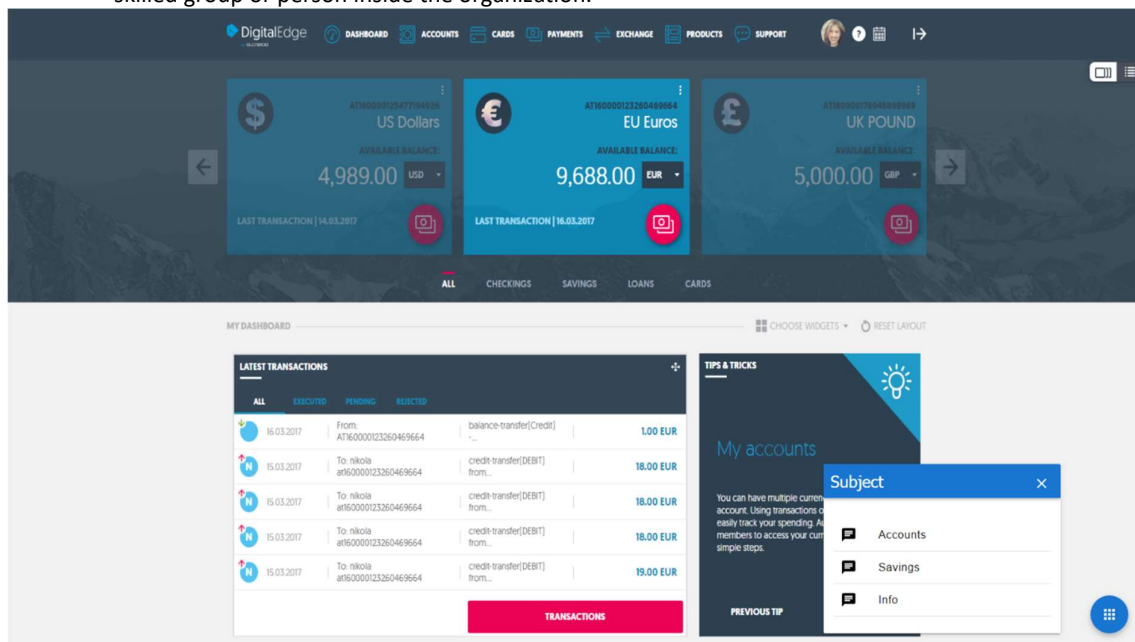 skilled group or person inside the organization.
DigitalEdge
DASHBOARD ACCOUNTS CARDS PAYMENTS EXCHANGE PRODUCTS SUPPORT
US Dollars
AVAILABLE BALANCE:
4,989.00 USD
LAST TRANSACTION | 14.03.2017
EU Euros
AVAILABLE BALANCE:
9,688.00 EUR
LAST TRANSACTION | 16.03.2017
UK POUND
AVAILABLE BALANCE:
5,000.00 GBP
ALL CHECKINGS SAVINGS LOANS CARDS
MY DASHBOARD
CHOOSE WIDGETS RESET LAYOUT
LATEST TRANSACTIONS
ALL EXECUTED PENDING REJECTED
16.03.2017 From: balance-transfer[Credit] 1.00 EUR
AT160000123260469664 -...
N 15.03.2017 To: nikola credit-transfer[DEBIT] 18.00 EUR
at160000123260469664 from...
N 15.03.2017 To: nikola credit-transfer[DEBIT] 18.00 EUR
at160000123260469664 from...
N 15.03.2017 To: nikola credit-transfer[DEBIT] 18.00 EUR
at160000123260469664 from...
N 15.03.2017 To: nikola credit-transfer[DEBIT] 19.00 EUR
at160000123260469664 from...
TRANSACTIONS
TIPS & TRICKS
My accounts
You can have multiple curren
account. Using transactions o
easily track your spending. A
members to access your curr
simple steps.
PREVIOUS TIP
Subject
Accounts
Savings
Info